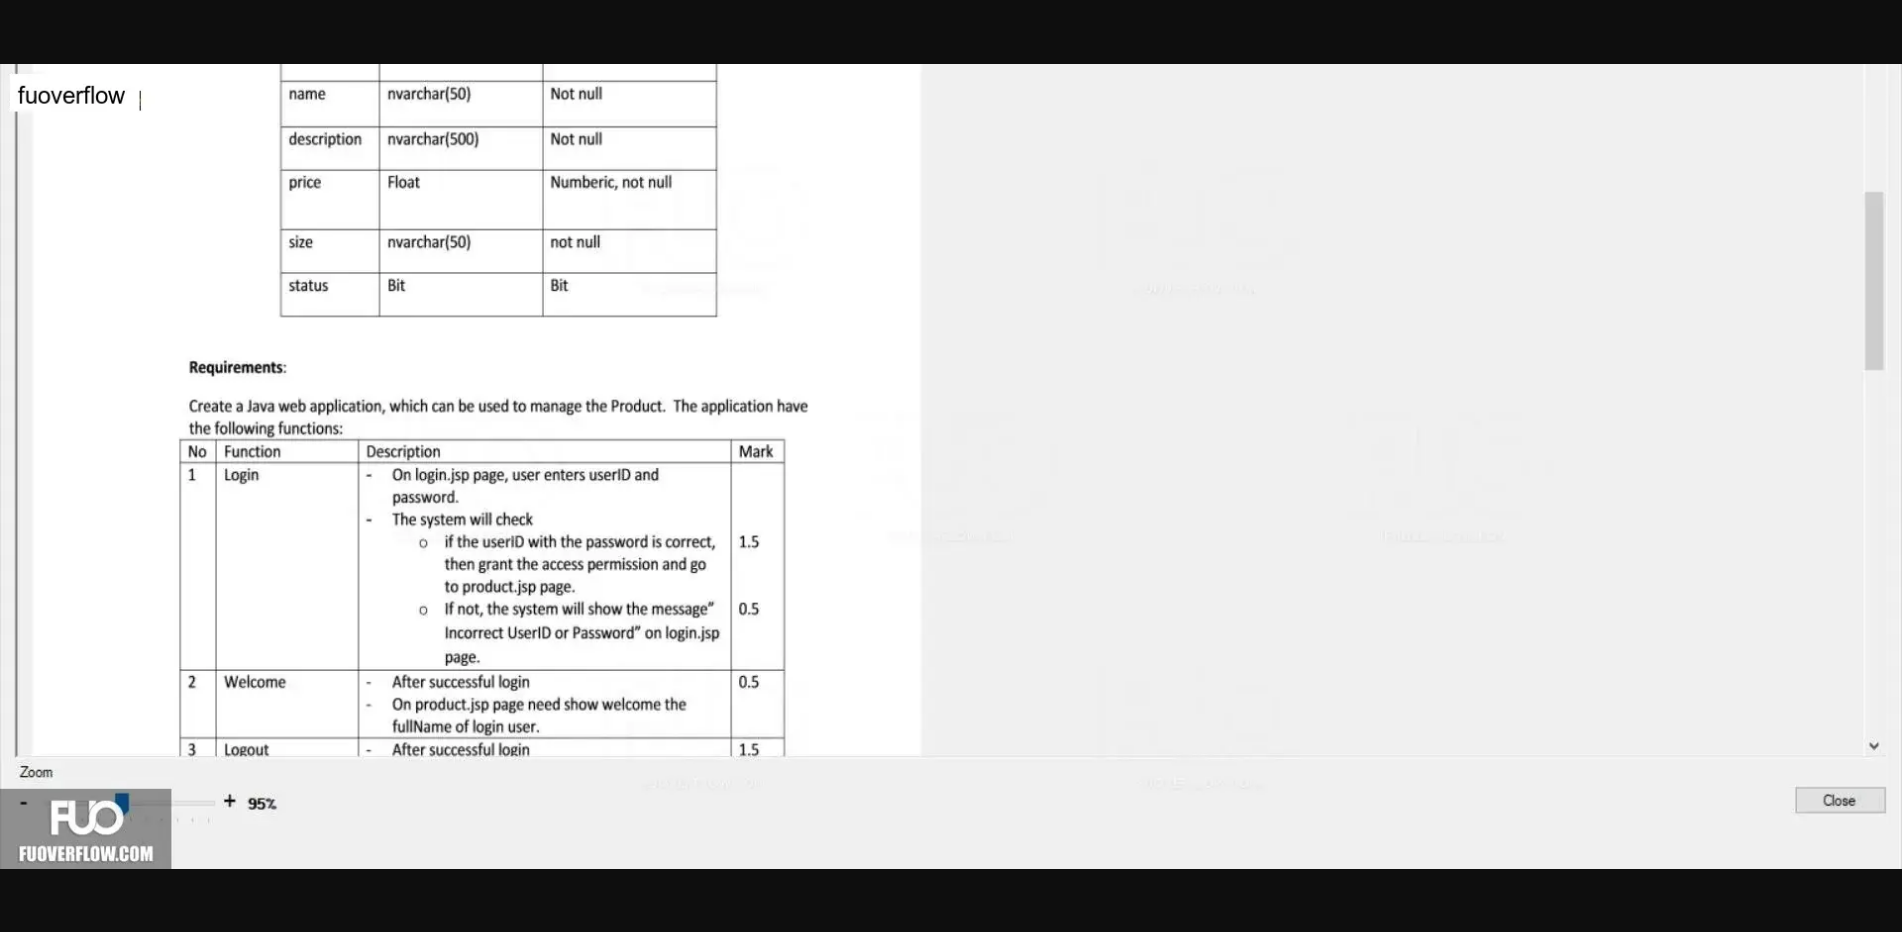 fuoverflow
name nvarchar(50) Not null
description nvarchar(500) Not null
price Float Numberic, not null
size nvarchar(50) not null
status Bit Bit
Requirements:
Create a Java web application, which can be used to manage the Product. The application have
the following functions:
No Function Description Mark
1 Login - On login.jsp page, user enters userID and
password.
- The system will check
o if the userID with the password is correct, 1.5
then grant the access permission and go
to product.jsp page.
o If not, the system will show the message" 0.5
Incorrect UserID or Password" on login.jsp
page.
2 Welcome - After successful login 0.5
- On product.jsp page need show welcome the
fullName of login user.
3 Logout - After successful login 1.5
Zoom
- + 95%
Close
FUO
FUOVERFLOW.COM